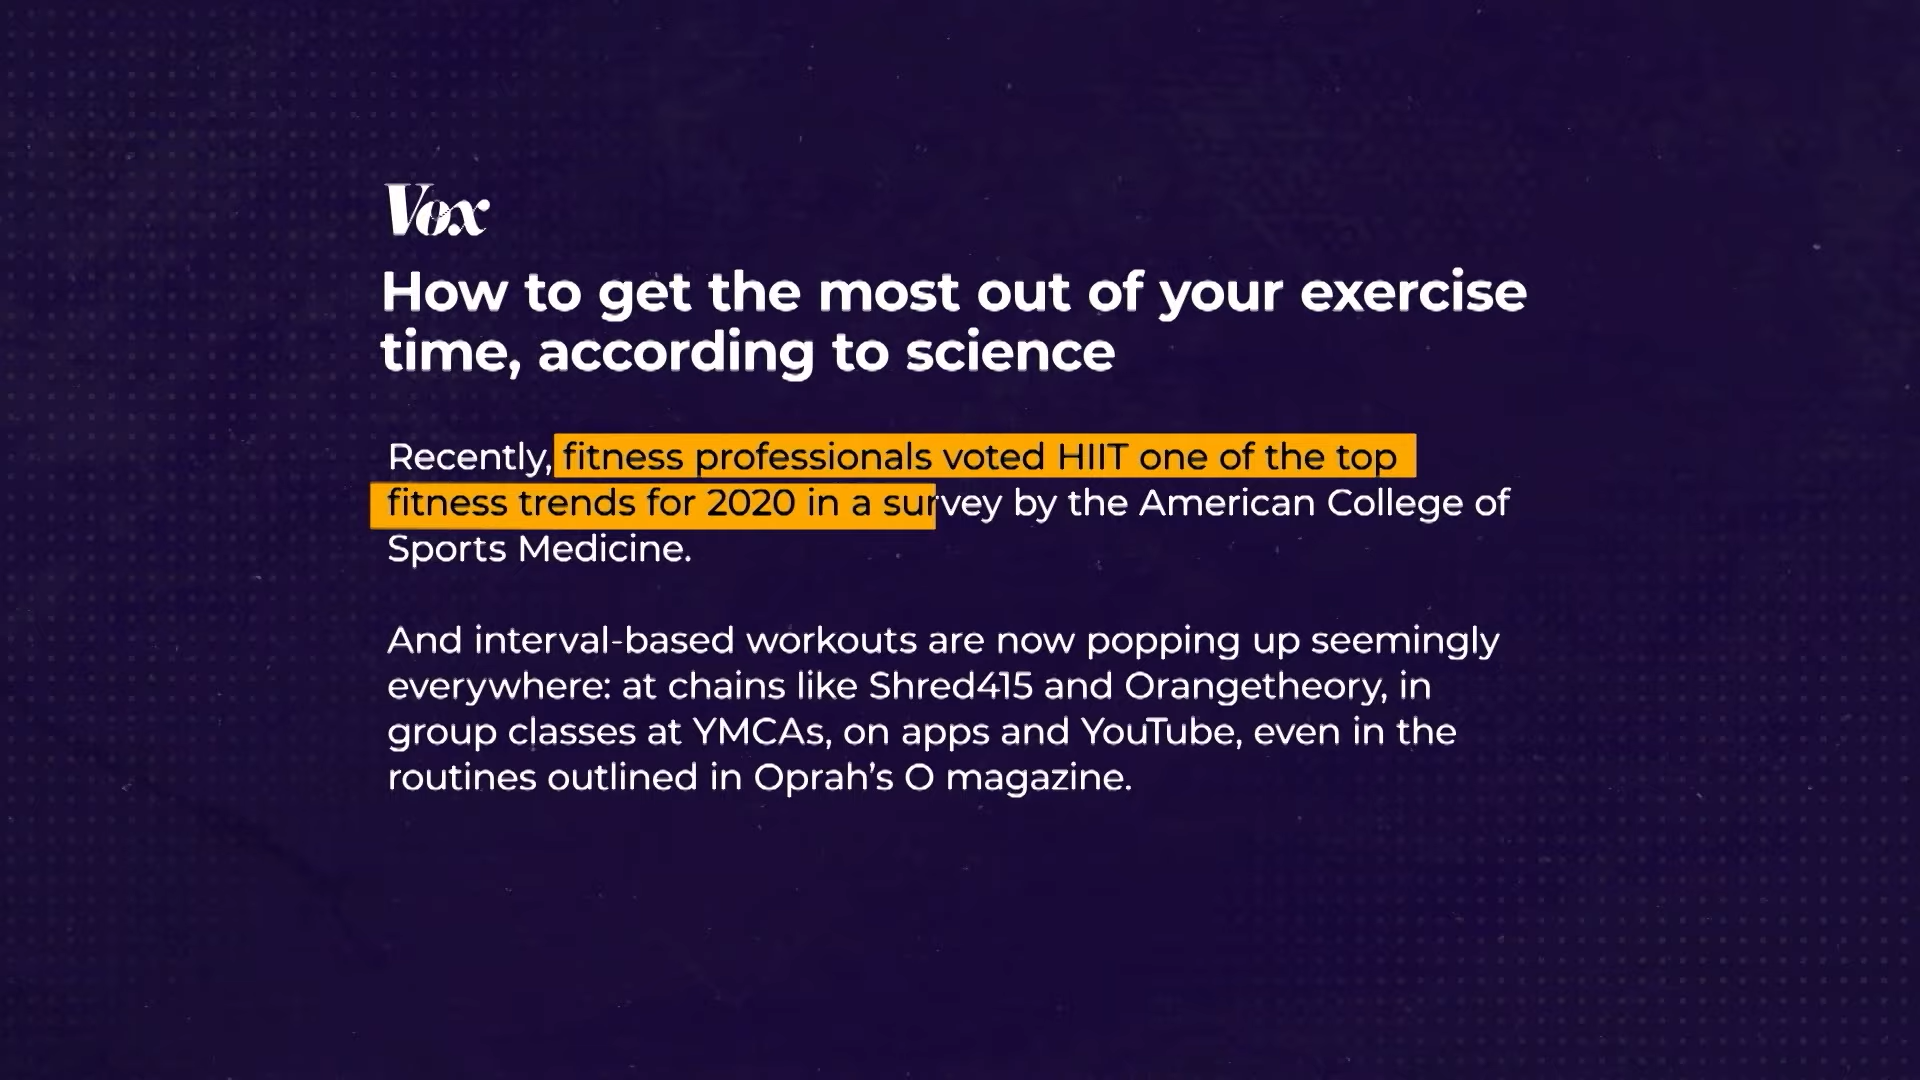 Vox
How to get the most out of your exercise
time, according to science
Recently, fitness professionals voted HIIT one of the top
fitness trends for 2020 in a survey by the American College of
Sports Medicine.
And interval-based workouts are now popping up seemingly
everywhere: at chains like Shred415 and Orangetheory, in
group classes at YMCAs, on apps and YouTube, even in the
routines outlined in Oprah’s O magazine.